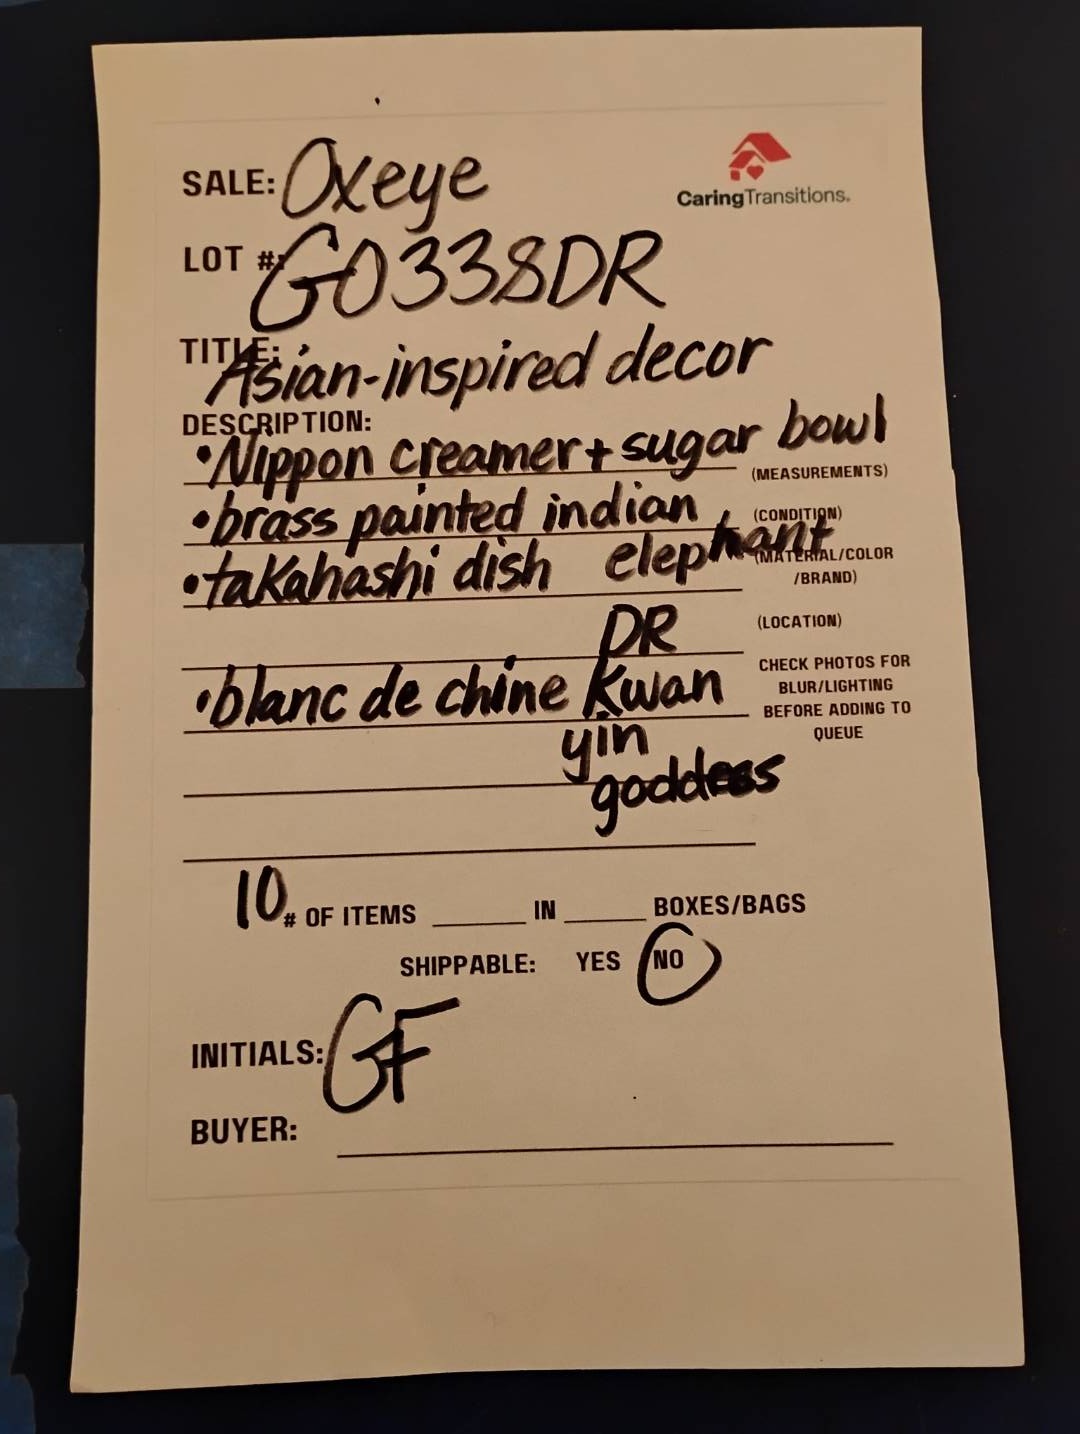 CaringTransitions.
SALE: Oxeye
LOT #: G0338DR
TITLE: Asian-inspired decor
DESCRIPTION:
•Nippon creamer + sugar bowl
(MEASUREMENTS)
•brass painted indian elephant
(CONDITION)
•takahashi dish
(MATERIAL/COLOR
/BRAND)
DR
(LOCATION)
•blanc de chine Kwan
yin
goddess
CHECK PHOTOS FOR
BLUR/LIGHTING
BEFORE ADDING TO
QUEUE
10 # OF ITEMS ____ IN ____ BOXES/BAGS
SHIPPABLE: YES NO
INITIALS: GF
BUYER: